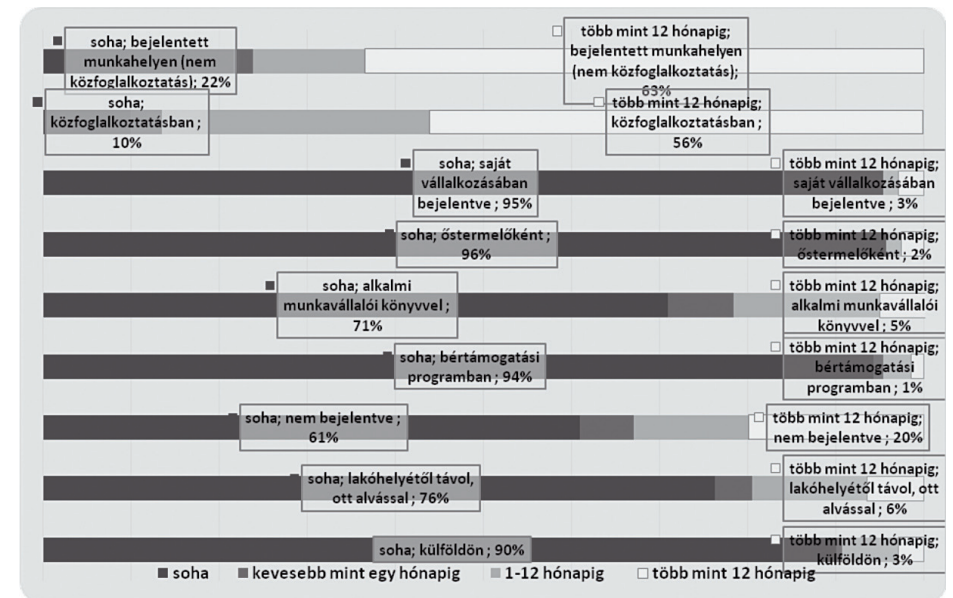 soha; bejelentett
munkahelyen (nem
közfoglalkoztatás); 22%
több mint 12 hónapig;
bejelentett munkahelyen
(nem közfoglalkoztatás);
63%
soha;
közfoglalkoztatásban ;
10%
több mint 12 hónapig;
közfoglalkoztatásban ;
56%
soha; saját
vállalkozásában
bejelentve ; 95%
több mint 12 hónapig;
saját vállalkozásában
bejelentve ; 3%
soha; őstermelőként ;
96%
több mint 12 hónapig;
őstermelőként ; 2%
soha; alkalmi
munkavállalói könyvvel ;
71%
több mint 12 hónapig;
alkalmi munkavállalói
könyvvel ; 5%
soha; bértámogatási
programban ; 94%
több mint 12 hónapig;
bértámogatási
programban ; 1%
soha; nem bejelentve ;
61%
több mint 12 hónapig;
nem bejelentve ; 20%
soha; lakóhelyétől távol,
ott alvással ; 76%
több mint 12 hónapig;
lakóhelyétől távol, ott
alvással ; 6%
soha; külföldön ; 90%
több mint 12 hónapig;
külföldön ; 3%
soha
kevesebb mint egy hónapig
1-12 hónapig
több mint 12 hónapig